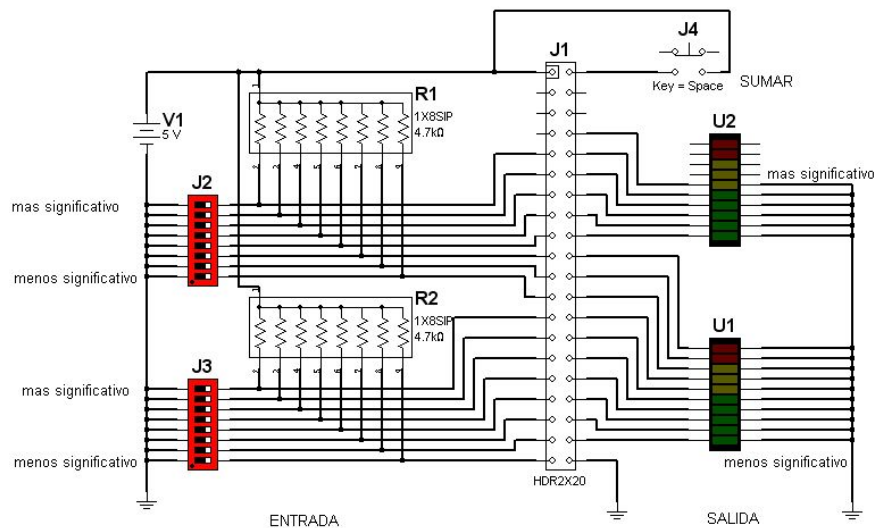 J4
J1
Key = Space
SUMAR
R1
1X8SIP
4.7kΩ
V1
5 V
U2
J2
mas significativo
mas significativo
menos significativo
R2
1X8SIP
4.7kΩ
U1
J3
mas significativo
menos significativo
menos significativo
HDR2X20
ENTRADA
SALIDA